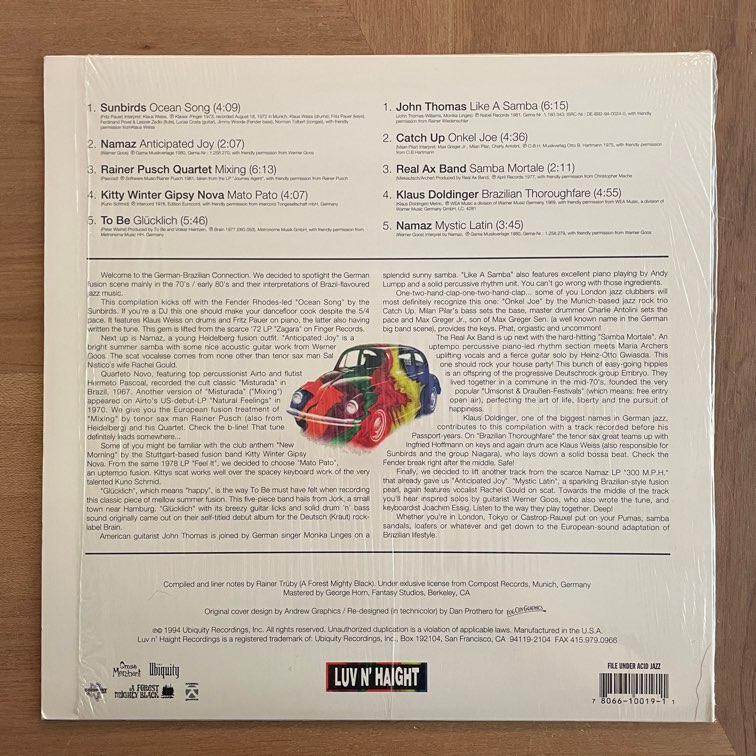 1. Sunbirds Ocean Song (4:09)
2. Namaz Anticipated Joy (2:07)
3. Rainer Pusch Quartet Mixing (6:13)
4. Kitty Winter Gipsy Nova Mato Pato (4:07)
5. To Be Glücklich (5:46)
1. John Thomas Like A Samba (6:15)
2. Catch Up Onkel Joe (4:36)
3. Real Ax Band Samba Mortale (2:11)
4. Klaus Doldinger Brazilian Thoroughfare (4:55)
5. Namaz Mystic Latin (3:45)
Welcome to the German-Brazilian Connection. We decided to spotlight the German
fusion scene mainly in the 70's / early 80's and their interpretations of Brazil-flavoured
jazz music.
This compilation kicks off with the Fender Rhodes-led "Ocean Song" by the
Sunbirds. If you're a DJ this one should make your dancefloor cook despite the 5/4
pace. It features Klaus Weiss on drums and Fritz Pauer on piano, the latter also having
written the tune. This gem is lifted from the scarce '72 LP "Zagara" on Finger Records.
Next up is Namaz, a young Heidelberg fusion outfit. "Anticipated Joy" is a
bright summer samba with some nice acoustic guitar work from Werner
Goos. The scat vocalese comes from none other than tenor sax man Sal
Nistico's wife Rachel Gould.
Quarteto Novo, featuring top percussionist Airto and flutist
Hermeto Pascoal, recorded the cult classic "Misturada" in
Brazil, 1967. Another version of "Misturada" ("Mixing")
appeared on Airto's US-debut-LP "Natural Feelings" in
1970. We give you the European fusion treatment of
"Mixing" by tenor sax man Rainer Pusch (also from
Heidelberg) and his Quartet. Check the b-line! That tune
definitely leads somewhere...
Some of you might be familiar with the club anthem "New
Morning" by the Stuttgart-based fusion band Kitty Winter Gipsy
Nova. From the same 1978 LP "Feel It", we decided to choose "Mato Pato",
an uptempo fusion. Kittys scat works well over the spacey keyboard work of the very
talented Kuno Schmid.
"Glücklich", which means "happy", is the way To Be must have felt when recording
this classic piece of mellow summer fusion. This five-piece band hails from Jork, a small
town near Hamburg. "Glücklich" with its breezy guitar licks and solid drum 'n' bass
sound originally came out on their self-titled debut album for the Deutsch (Kraut) rock-
label Brain.
American guitarist John Thomas is joined by German singer Monika Linges on a
splendid sunny samba. "Like A Samba" also features excellent piano playing by Andy
Lumpp and a solid percussive rhythm unit. You can't go wrong with those ingredients.
One-two-hand-clap-one-two-hand-clap... some of you London jazz clubbers will
most definitely recognize this one: "Onkel Joe" by the Munich-based jazz rock trio
Catch Up. Milan Pilar's bass sets the base, master drummer Charlie Antolini sets the
pace and Max Greger Jr., son of Max Greger Sen. (a well known name in the German
big band scene), provides the keys. Phat, orgiastic and uncommon!
The Real Ax Band is up next with the hard-hitting "Samba Mortale". An
uptempo percussive piano-led rhythm section meets Maria Archers
uplifting vocals and a fierce guitar solo by Heinz-Otto Gwiasda. This
one should rock your house party! This bunch of easy-going hippies
is an offspring of the progressive Deutschrock group Embryo. They
lived together in a commune in the mid-70's, founded the very
popular "Umsonst & Draußen-Festivals" (which means: free entry
open air), perfecting the art of life, liberty and the pursuit of
happiness.
Klaus Doldinger, one of the biggest names in German jazz,
contributes to this compilation with a track recorded before his
Passport-years. On "Brazilian Thoroughfare" the tenor sax great teams up with
Ingfried Hoffmann on keys and again drum ace Klaus Weiss (also responsible for
Sunbirds and the group Niagara), who lays down a solid bossa beat. Check the
Fender break right after the middle, Safe!
Finally, we decided to lift another track from the scarce Namaz LP "300 M.P.H."
that already gave us "Anticipated Joy". "Mystic Latin", a sparkling Brazilian-style fusion
pearl, again features vocalist Rachel Gould on scat. Towards the middle of the track
you'll hear inspired solos by guitarist Werner Goos, who also wrote the tune, and
keyboardist Joachim Essig. Listen to the way they play together. Deep!
Whether you're in London, Tokyo or Castrop-Rauxel put on your Pumas, samba
sandals, loafers or whatever and get down to the European-sound adaptation of
Brazilian lifestyle.
Compiled and liner notes by Rainer Trüby (A Forest Mighty Black). Under exlusive license from Compost Records, Munich, Germany
Mastered by George Horn, Fantasy Studios, Berkeley, CA
Original cover design by Andrew Graphics / Re-designed (in technicolor) by Dan Prothero for FOG CITY GRAPHICS
℗© 1994 Ubiquity Recordings, Inc. All rights reserved. Unauthorized duplication is a violation of applicable laws. Manufactured in the U.S.A.
Luv n' Haight Recordings is a registered trademark of: Ubiquity Recordings, Inc., Box 192104, San Francisco, CA 94119-2104 FAX 415.979.0966
Ubiquity
A FOREST
MIGHTY BLACK
LUV N' HAIGHT
FILE UNDER ACID JAZZ
7 80661-10019-1 1